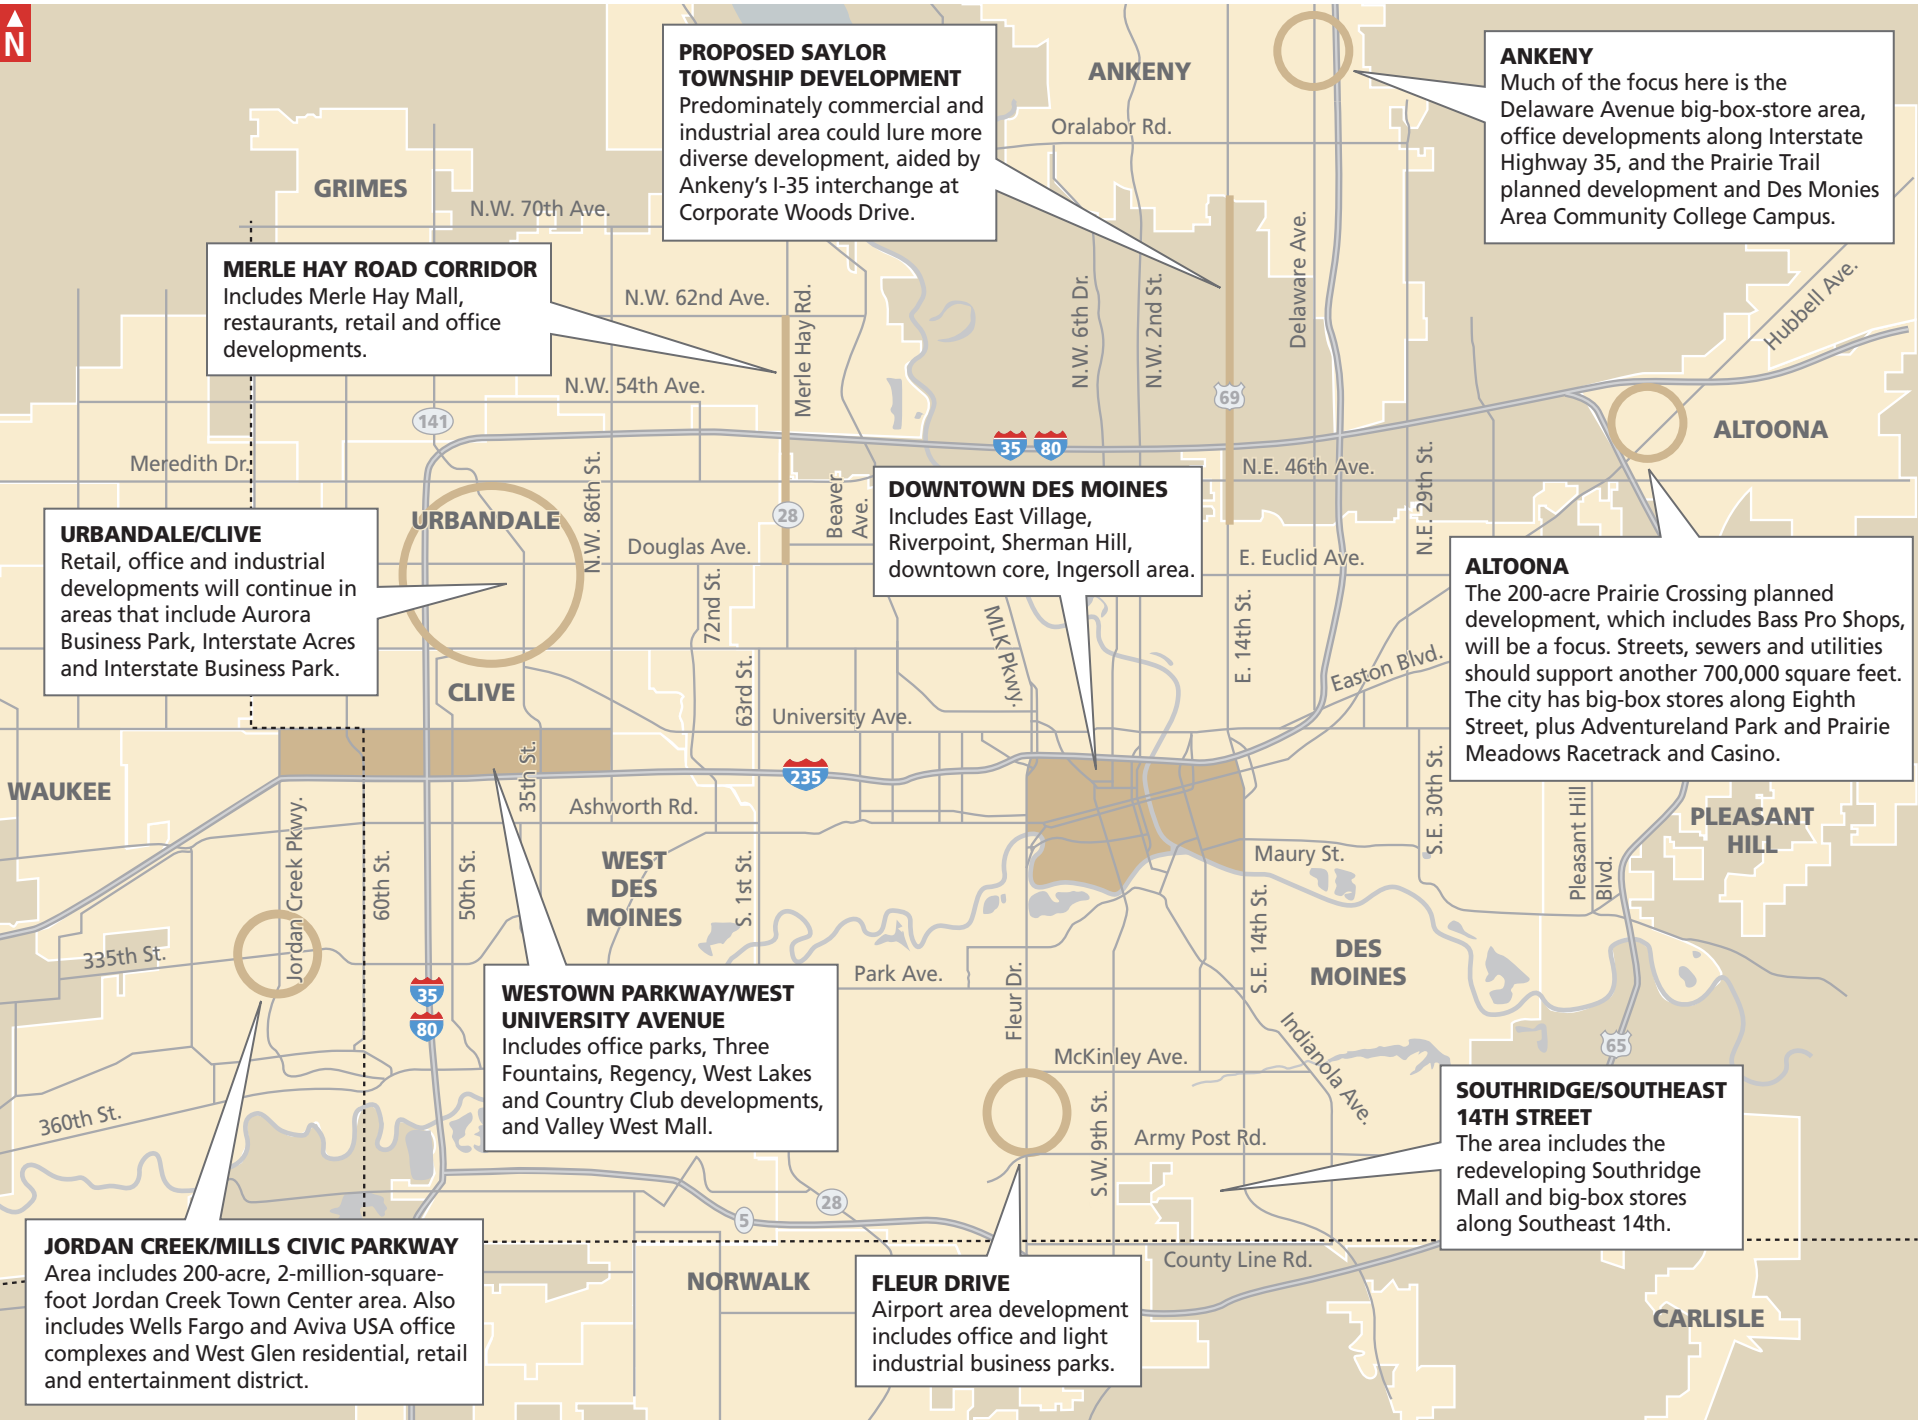 N
PROPOSED SAYLOR
TOWNSHIP DEVELOPMENT
Predominately commercial and
industrial area could lure more
diverse development, aided by
Ankeny's I-35 interchange at
Corporate Woods Drive.
ANKENY
ANKENY
Much of the focus here is the
Delaware Avenue big-box-store area,
office developments along Interstate
Highway 35, and the Prairie Trail
planned development and Des Monies
Area Community College Campus.
Oralabor Rd.
GRIMES
N.W. 70th Ave.
MERLE HAY ROAD CORRIDOR
Includes Merle Hay Mall,
restaurants, retail and office
developments.
N.W. 62nd Ave.
Merle Hay Rd.
N.W. 6th Dr.
N.W. 2nd St.
Delaware Ave.
Hubbell Ave.
N.W. 54th Ave.
69
141
ALTOONA
35
80
Meredith Dr.
N.W. 86th St.
Beaver
Ave.
N.E. 46th Ave.
N.E. 29th St.
DOWNTOWN DES MOINES
Includes East Village,
Riverpoint, Sherman Hill,
downtown core, Ingersoll area.
28
URBANDALE
URBANDALE/CLIVE
Retail, office and industrial
developments will continue in
areas that include Aurora
Business Park, Interstate Acres
and Interstate Business Park.
Douglas Ave.
E. Euclid Ave.
ALTOONA
The 200-acre Prairie Crossing planned
development, which includes Bass Pro Shops,
will be a focus. Streets, sewers and utilities
should support another 700,000 square feet.
The city has big-box stores along Eighth
Street, plus Adventureland Park and Prairie
Meadows Racetrack and Casino.
72nd St.
MLK Pkwy.
E. 14th St.
Easton Blvd.
CLIVE
63rd St.
University Ave.
35th St.
235
WAUKEE
Ashworth Rd.
S.E. 30th St.
Pleasant Hill
Blvd.
PLEASANT
HILL
Jordan Creek Pkwy.
60th St.
50th St.
WEST
DES
MOINES
S. 1st St.
Maury St.
335th St.
Park Ave.
Fleur Dr.
S.E. 14th St.
DES
MOINES
35
80
WESTOWN PARKWAY/WEST
UNIVERSITY AVENUE
Includes office parks, Three
Fountains, Regency, West Lakes
and Country Club developments,
and Valley West Mall.
McKinley Ave.
Indianola Ave.
65
360th St.
S.W. 9th St.
Army Post Rd.
SOUTHRIDGE/SOUTHEAST
14TH STREET
The area includes the
redeveloping Southridge
Mall and big-box stores
along Southeast 14th.
28
5
JORDAN CREEK/MILLS CIVIC PARKWAY
Area includes 200-acre, 2-million-square-
foot Jordan Creek Town Center area. Also
includes Wells Fargo and Aviva USA office
complexes and West Glen residential, retail
and entertainment district.
NORWALK
FLEUR DRIVE
Airport area development
includes office and light
industrial business parks.
County Line Rd.
CARLISLE